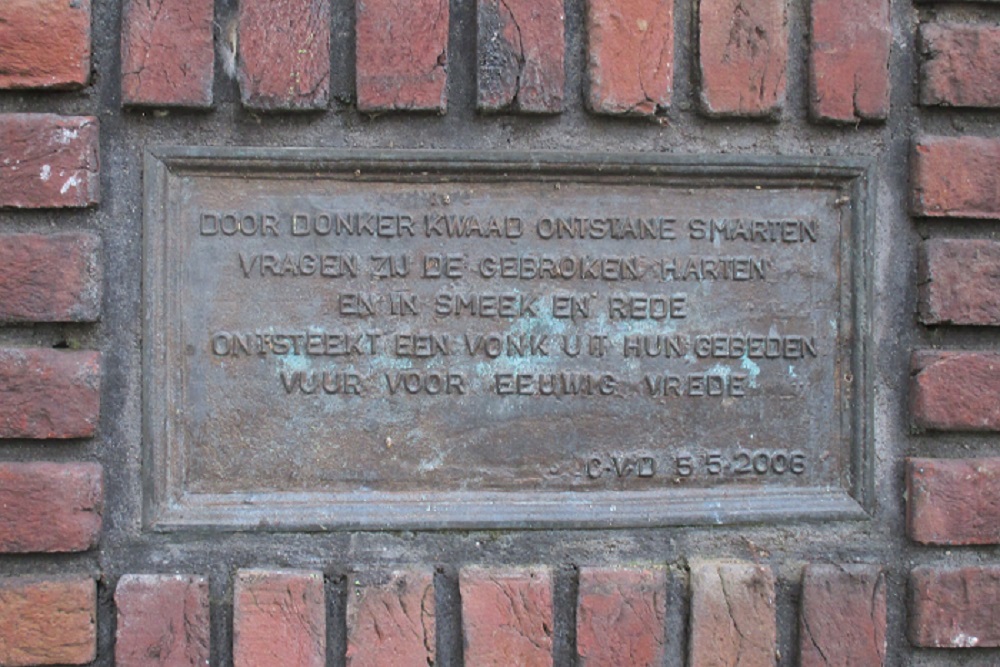 DOOR DONKER KWAAD ONTSTANE SMARTEN
VRAGEN ZIJ DE GEBROKEN HARTEN
EN IN SMEEK EN REDE
ONTSTEEKT EEN VONK UIT HUN GEBEDEN
VUUR VOOR EEUWIG VREDE
C·V·D 5·5·2006